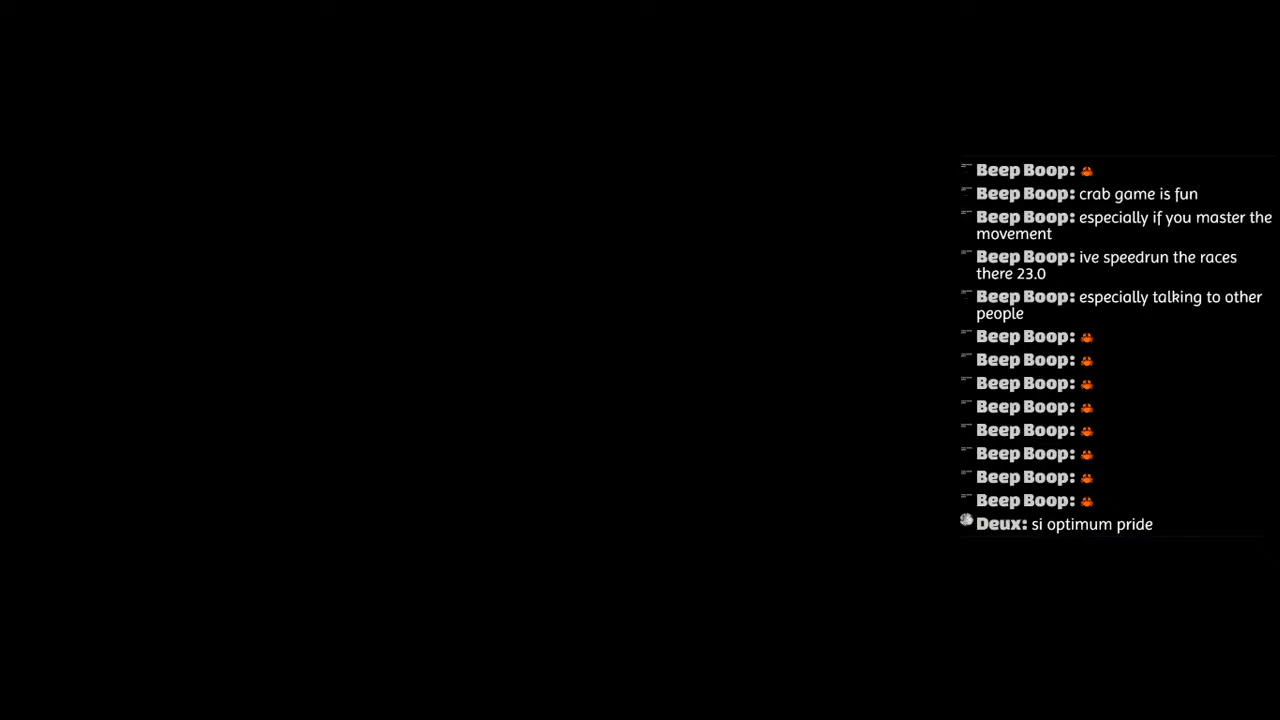 Beep Boop: 🦀
Beep Boop: crab game is fun
Beep Boop: especially if you master the
movement
Beep Boop: ive speedrun the races
there 23.0
Beep Boop: especially talking to other
people
Beep Boop: 🦀
Beep Boop: 🦀
Beep Boop: 🦀
Beep Boop: 🦀
Beep Boop: 🦀
Beep Boop: 🦀
Beep Boop: 🦀
Beep Boop: 🦀
Deux: si optimum pride